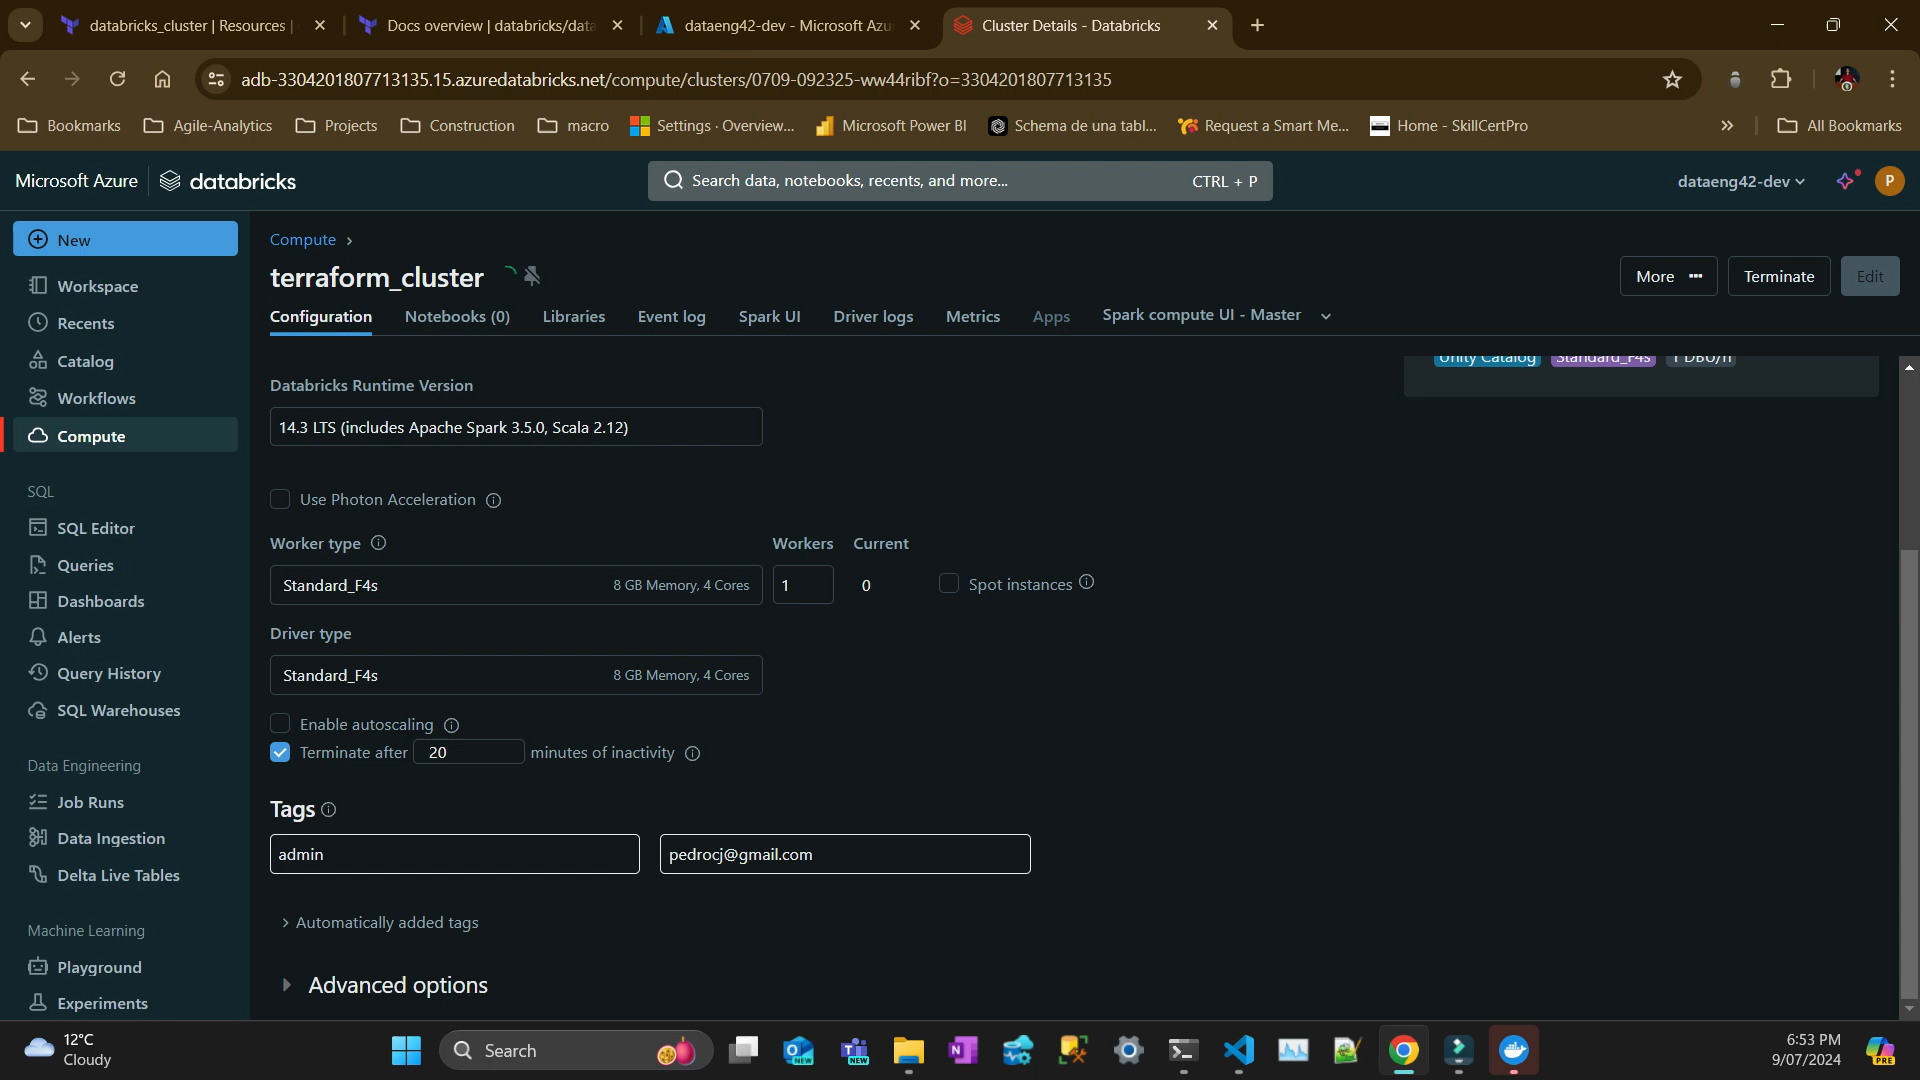 databricks_cluster | Resources |
Docs overview | databricks/data
dataeng42-dev - Microsoft Azu
Cluster Details - Databricks
adb-3304201807713135.15.azuredatabricks.net/compute/clusters/0709-092325-ww44ribf?o=3304201807713135
Bookmarks
Agile-Analytics
Projects
Construction
macro
Settings · Overview...
Microsoft Power BI
Schema de una tabl...
Request a Smart Me...
Home - SkillCertPro
All Bookmarks
Microsoft Azure
databricks
Search data, notebooks, recents, and more...
CTRL + P
dataeng42-dev
P
New
Workspace
Recents
Catalog
Workflows
Compute
SQL
SQL Editor
Queries
Dashboards
Alerts
Query History
SQL Warehouses
Data Engineering
Job Runs
Data Ingestion
Delta Live Tables
Machine Learning
Playground
Experiments
Compute
terraform_cluster
More
Terminate
Edit
Configuration
Notebooks (0)
Libraries
Event log
Spark UI
Driver logs
Metrics
Apps
Spark compute UI - Master
Unity Catalog
Standard_F4s
1 DBU/h
Databricks Runtime Version
14.3 LTS (includes Apache Spark 3.5.0, Scala 2.12)
Use Photon Acceleration
Worker type
Workers
Current
Standard_F4s
8 GB Memory, 4 Cores
1
0
Spot instances
Driver type
Standard_F4s
8 GB Memory, 4 Cores
Enable autoscaling
Terminate after 20 minutes of inactivity
Tags
admin
pedrocj@gmail.com
Automatically added tags
Advanced options
12°C
Cloudy
Search
NEW
NEW
6:53 PM
9/07/2024
PRE